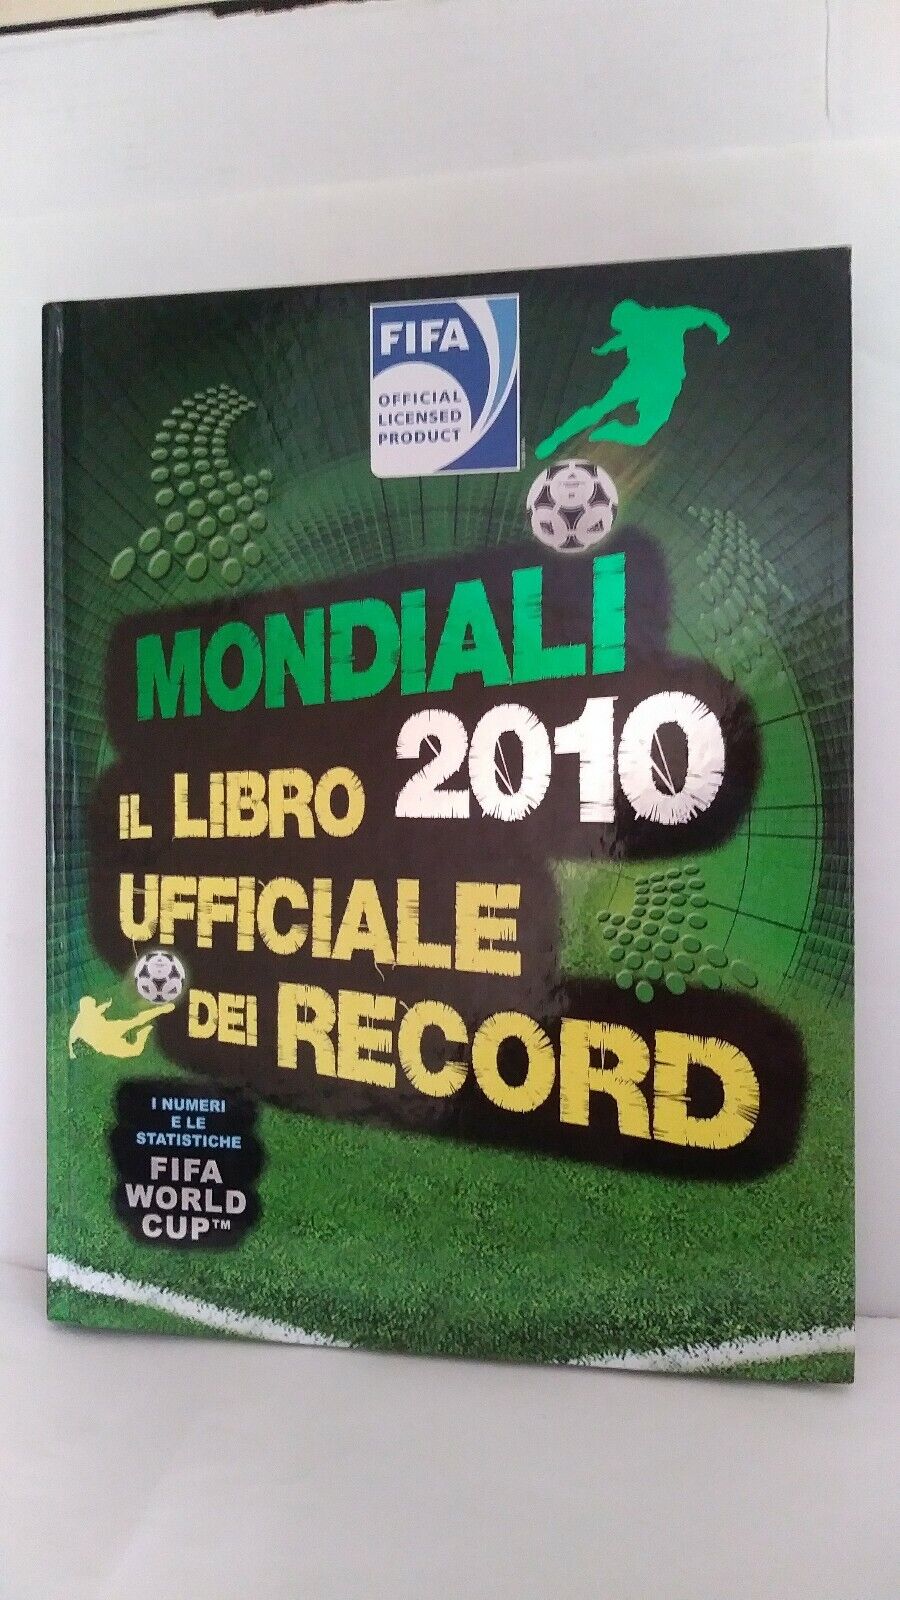 FIFA
OFFICIAL
LICENSED
PRODUCT
MONDIALI
2010
IL LIBRO
UFFICIALE
DEI RECORD
I NUMERI
E LE
STATISTICHE
FIFA
WORLD
CUP™